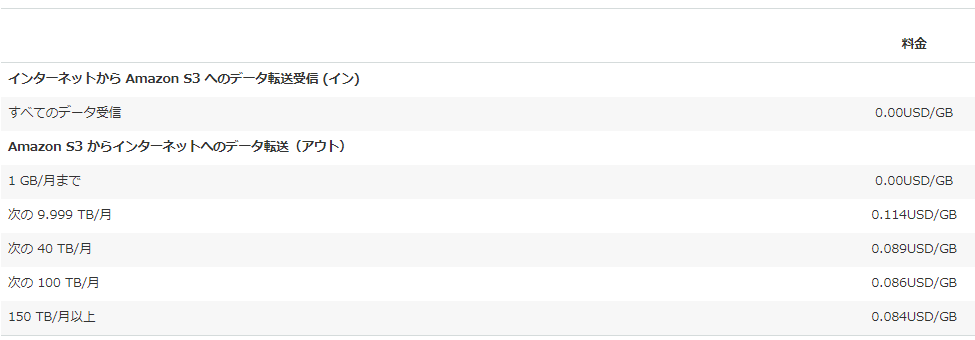 料金
インターネットから Amazon S3 へのデータ転送受信 (イン)
すべてのデータ受信 0.00USD/GB
Amazon S3 からインターネットへのデータ転送（アウト）
1 GB/月まで 0.00USD/GB
次の 9.999 TB/月 0.114USD/GB
次の 40 TB/月 0.089USD/GB
次の 100 TB/月 0.086USD/GB
150 TB/月以上 0.084USD/GB